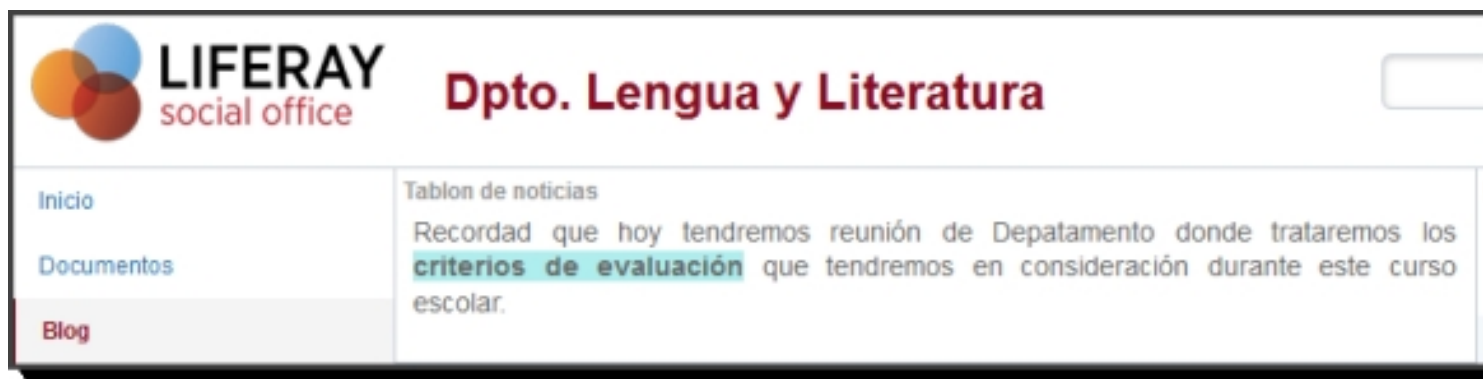 LIFERAY
social office
Dpto. Lengua y Literatura
Inicio
Documentos
Blog
Tablon de noticias
Recordad que hoy tendremos reunión de Depatamento donde trataremos los
criterios de evaluación que tendremos en consideración durante este curso
escolar.